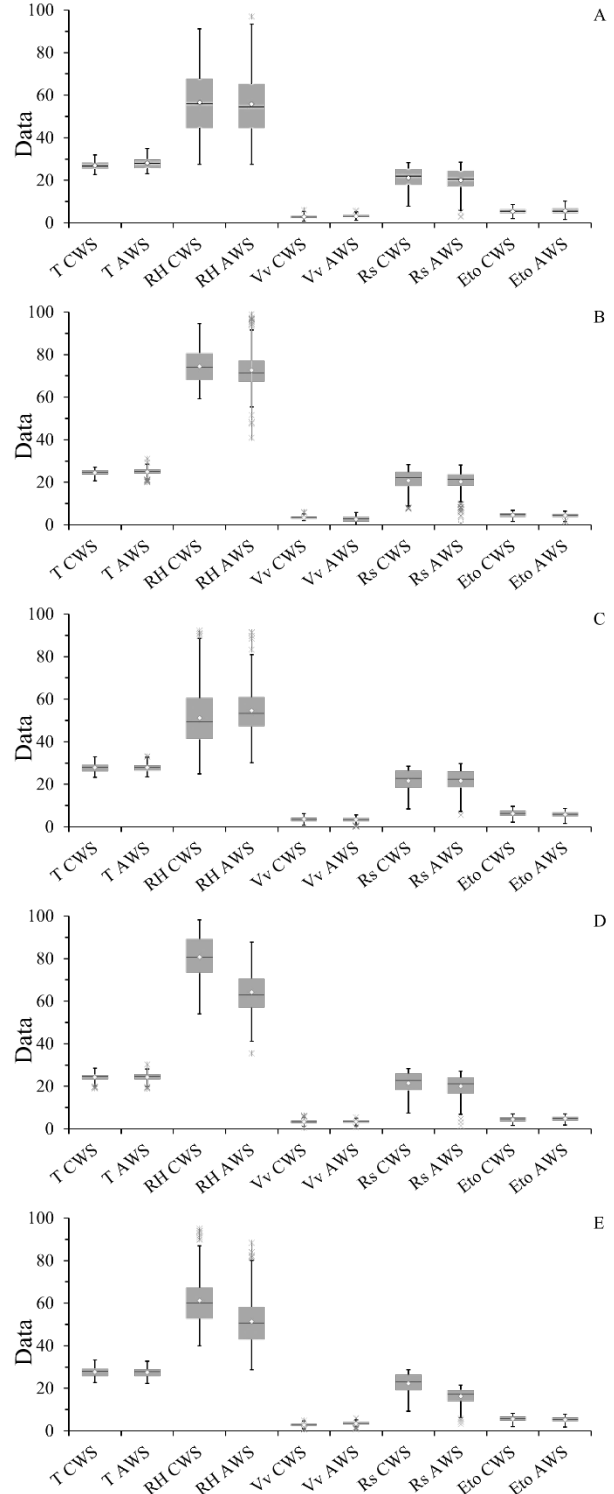 A
100
80
60
40
20
0
Data
T CWS
T AWS
RH CWS
RH AWS
Vv CWS
Vv AWS
Rs CWS
Rs AWS
Eto CWS
Eto AWS
B
100
80
60
40
20
0
Data
T CWS
T AWS
RH CWS
RH AWS
Vv CWS
Vv AWS
Rs CWS
Rs AWS
Eto CWS
Eto AWS
C
100
80
60
40
20
0
Data
T CWS
T AWS
RH CWS
RH AWS
Vv CWS
Vv AWS
Rs CWS
Rs AWS
Eto CWS
Eto AWS
D
100
80
60
40
20
0
Data
T CWS
T AWS
RH CWS
RH AWS
Vv CWS
Vv AWS
Rs CWS
Rs AWS
Eto CWS
Eto AWS
E
100
80
60
40
20
0
Data
T CWS
T AWS
RH CWS
RH AWS
Vv CWS
Vv AWS
Rs CWS
Rs AWS
Eto CWS
Eto AWS